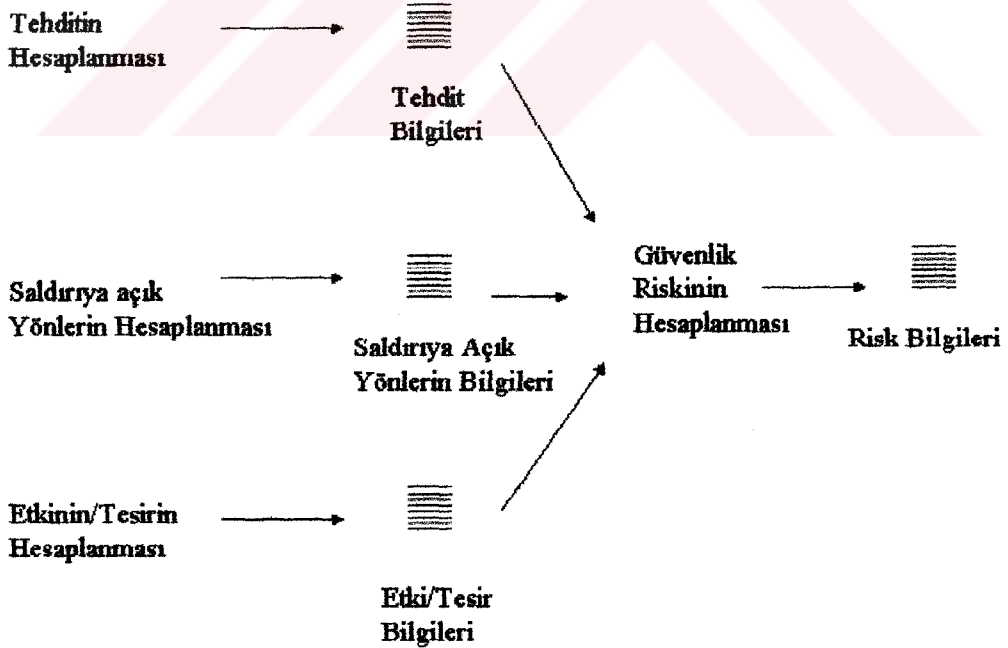 Tehditin
Hesaplanması
Tehdit
Bilgileri
Saldırıya açık
Yönlerin Hesaplanması
Saldırıya Açık
Yönlerin Bilgileri
Güvenlik
Riskinin
Hesaplanması
Risk Bilgileri
Etkinin/Tesirin
Hesaplanması
Etki/Tesir
Bilgileri